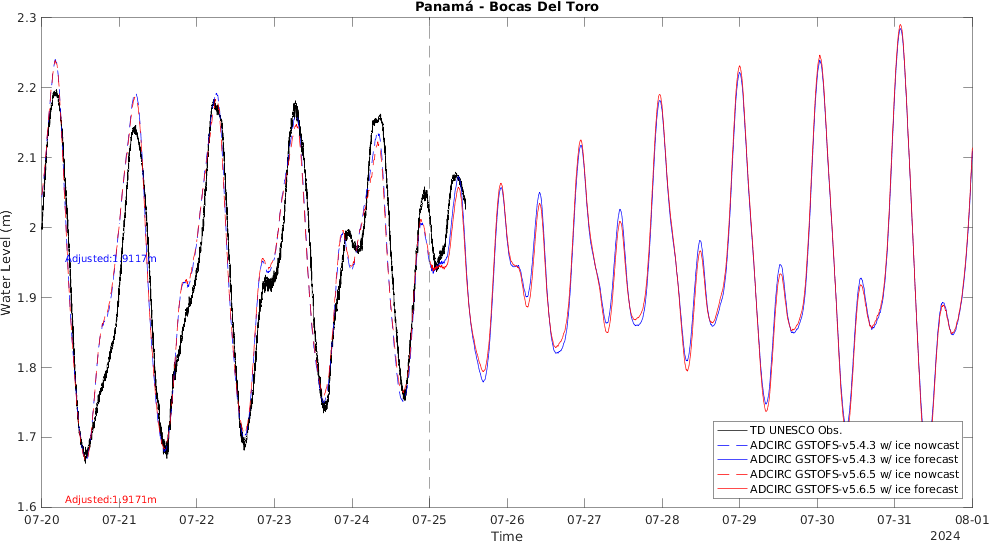 Panamá - Bocas Del Toro
2.3
2.2
2.1
2
1.9
1.8
1.7
1.6
Water Level (m)
Adjusted:1.9117m
Adjusted:1.9171m
TD UNESCO Obs.
ADCIRC GSTOFS-v5.4.3 w/ ice nowcast
ADCIRC GSTOFS-v5.4.3 w/ ice forecast
ADCIRC GSTOFS-v5.6.5 w/ ice nowcast
ADCIRC GSTOFS-v5.6.5 w/ ice forecast
07-20 07-21 07-22 07-23 07-24 07-25 07-26 07-27 07-28 07-29 07-30 07-31 08-01
Time
2024